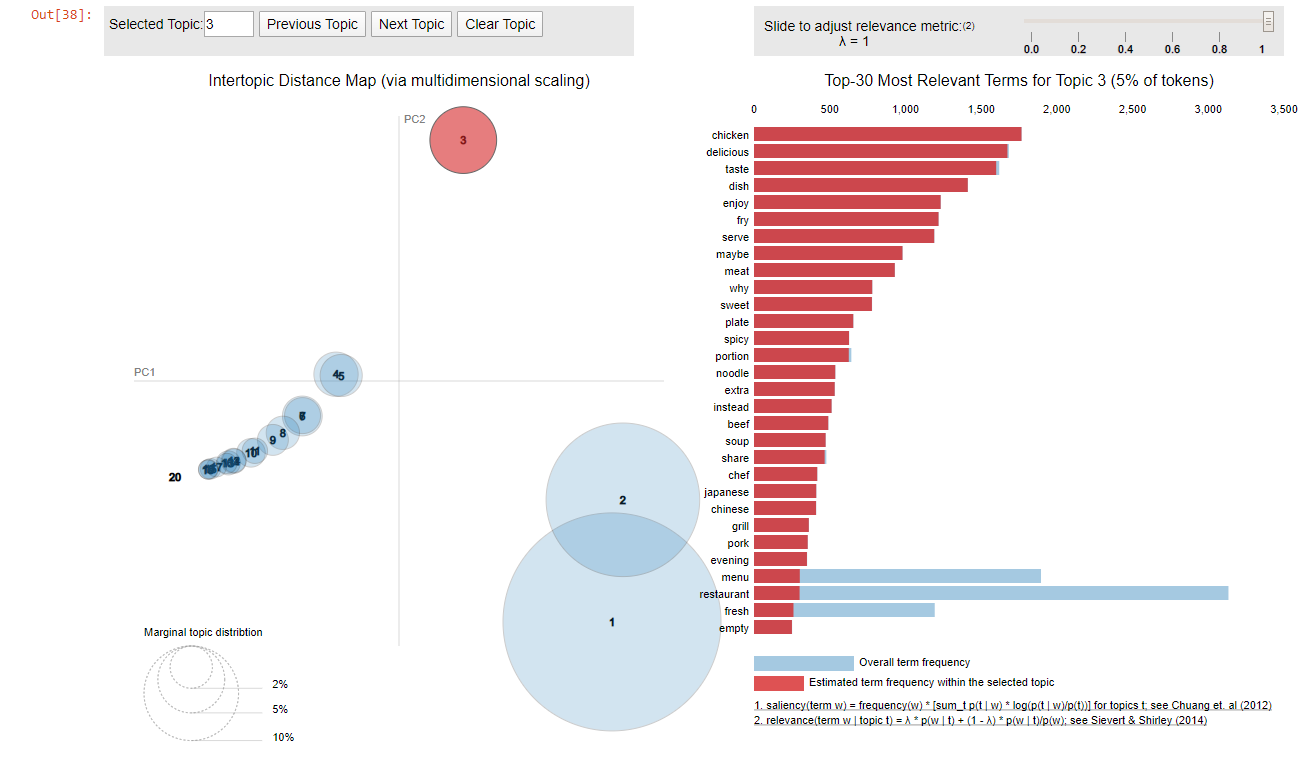 Out[38]:
Selected Topic: 3 Previous Topic Next Topic Clear Topic
Slide to adjust relevance metric:(2)
λ = 1
0.0 0.2 0.4 0.6 0.8 1
Intertopic Distance Map (via multidimensional scaling)
PC2
PC1
3
4
5
6
8
9
10
11
20
2
1
Marginal topic distribtion
2%
5%
10%
Top-30 Most Relevant Terms for Topic 3 (5% of tokens)
0 500 1,000 1,500 2,000 2,500 3,000 3,500
chicken
delicious
taste
dish
enjoy
fry
serve
maybe
meat
why
sweet
plate
spicy
portion
noodle
extra
instead
beef
soup
share
chef
japanese
chinese
grill
pork
evening
menu
restaurant
fresh
empty
Overall term frequency
Estimated term frequency within the selected topic
1. saliency(term w) = frequency(w) * [sum_t p(t | w) * log(p(t | w)/p(t))] for topics t; see Chuang et. al (2012)
2. relevance(term w | topic t) = λ * p(w | t) + (1 - λ) * p(w | t)/p(w); see Sievert & Shirley (2014)